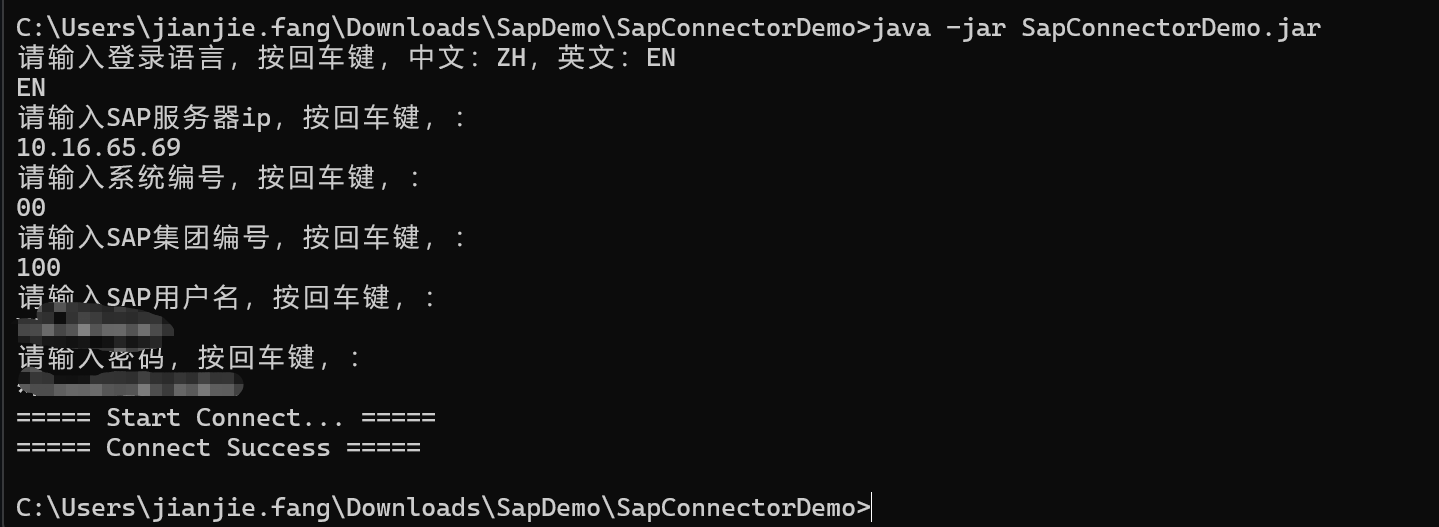 C:\Users\jianjie.fang\Downloads\SapDemo\SapConnectorDemo>java -jar SapConnectorDemo.jar
请输入登录语言，按回车键，中文：ZH，英文：EN
EN
请输入SAP服务器ip，按回车键，：
10.16.65.69
请输入系统编号，按回车键，：
00
请输入SAP集团编号，按回车键，：
100
请输入SAP用户名，按回车键，：
请输入密码，按回车键，：
===== Start Connect... =====
===== Connect Success =====
C:\Users\jianjie.fang\Downloads\SapDemo\SapConnectorDemo>